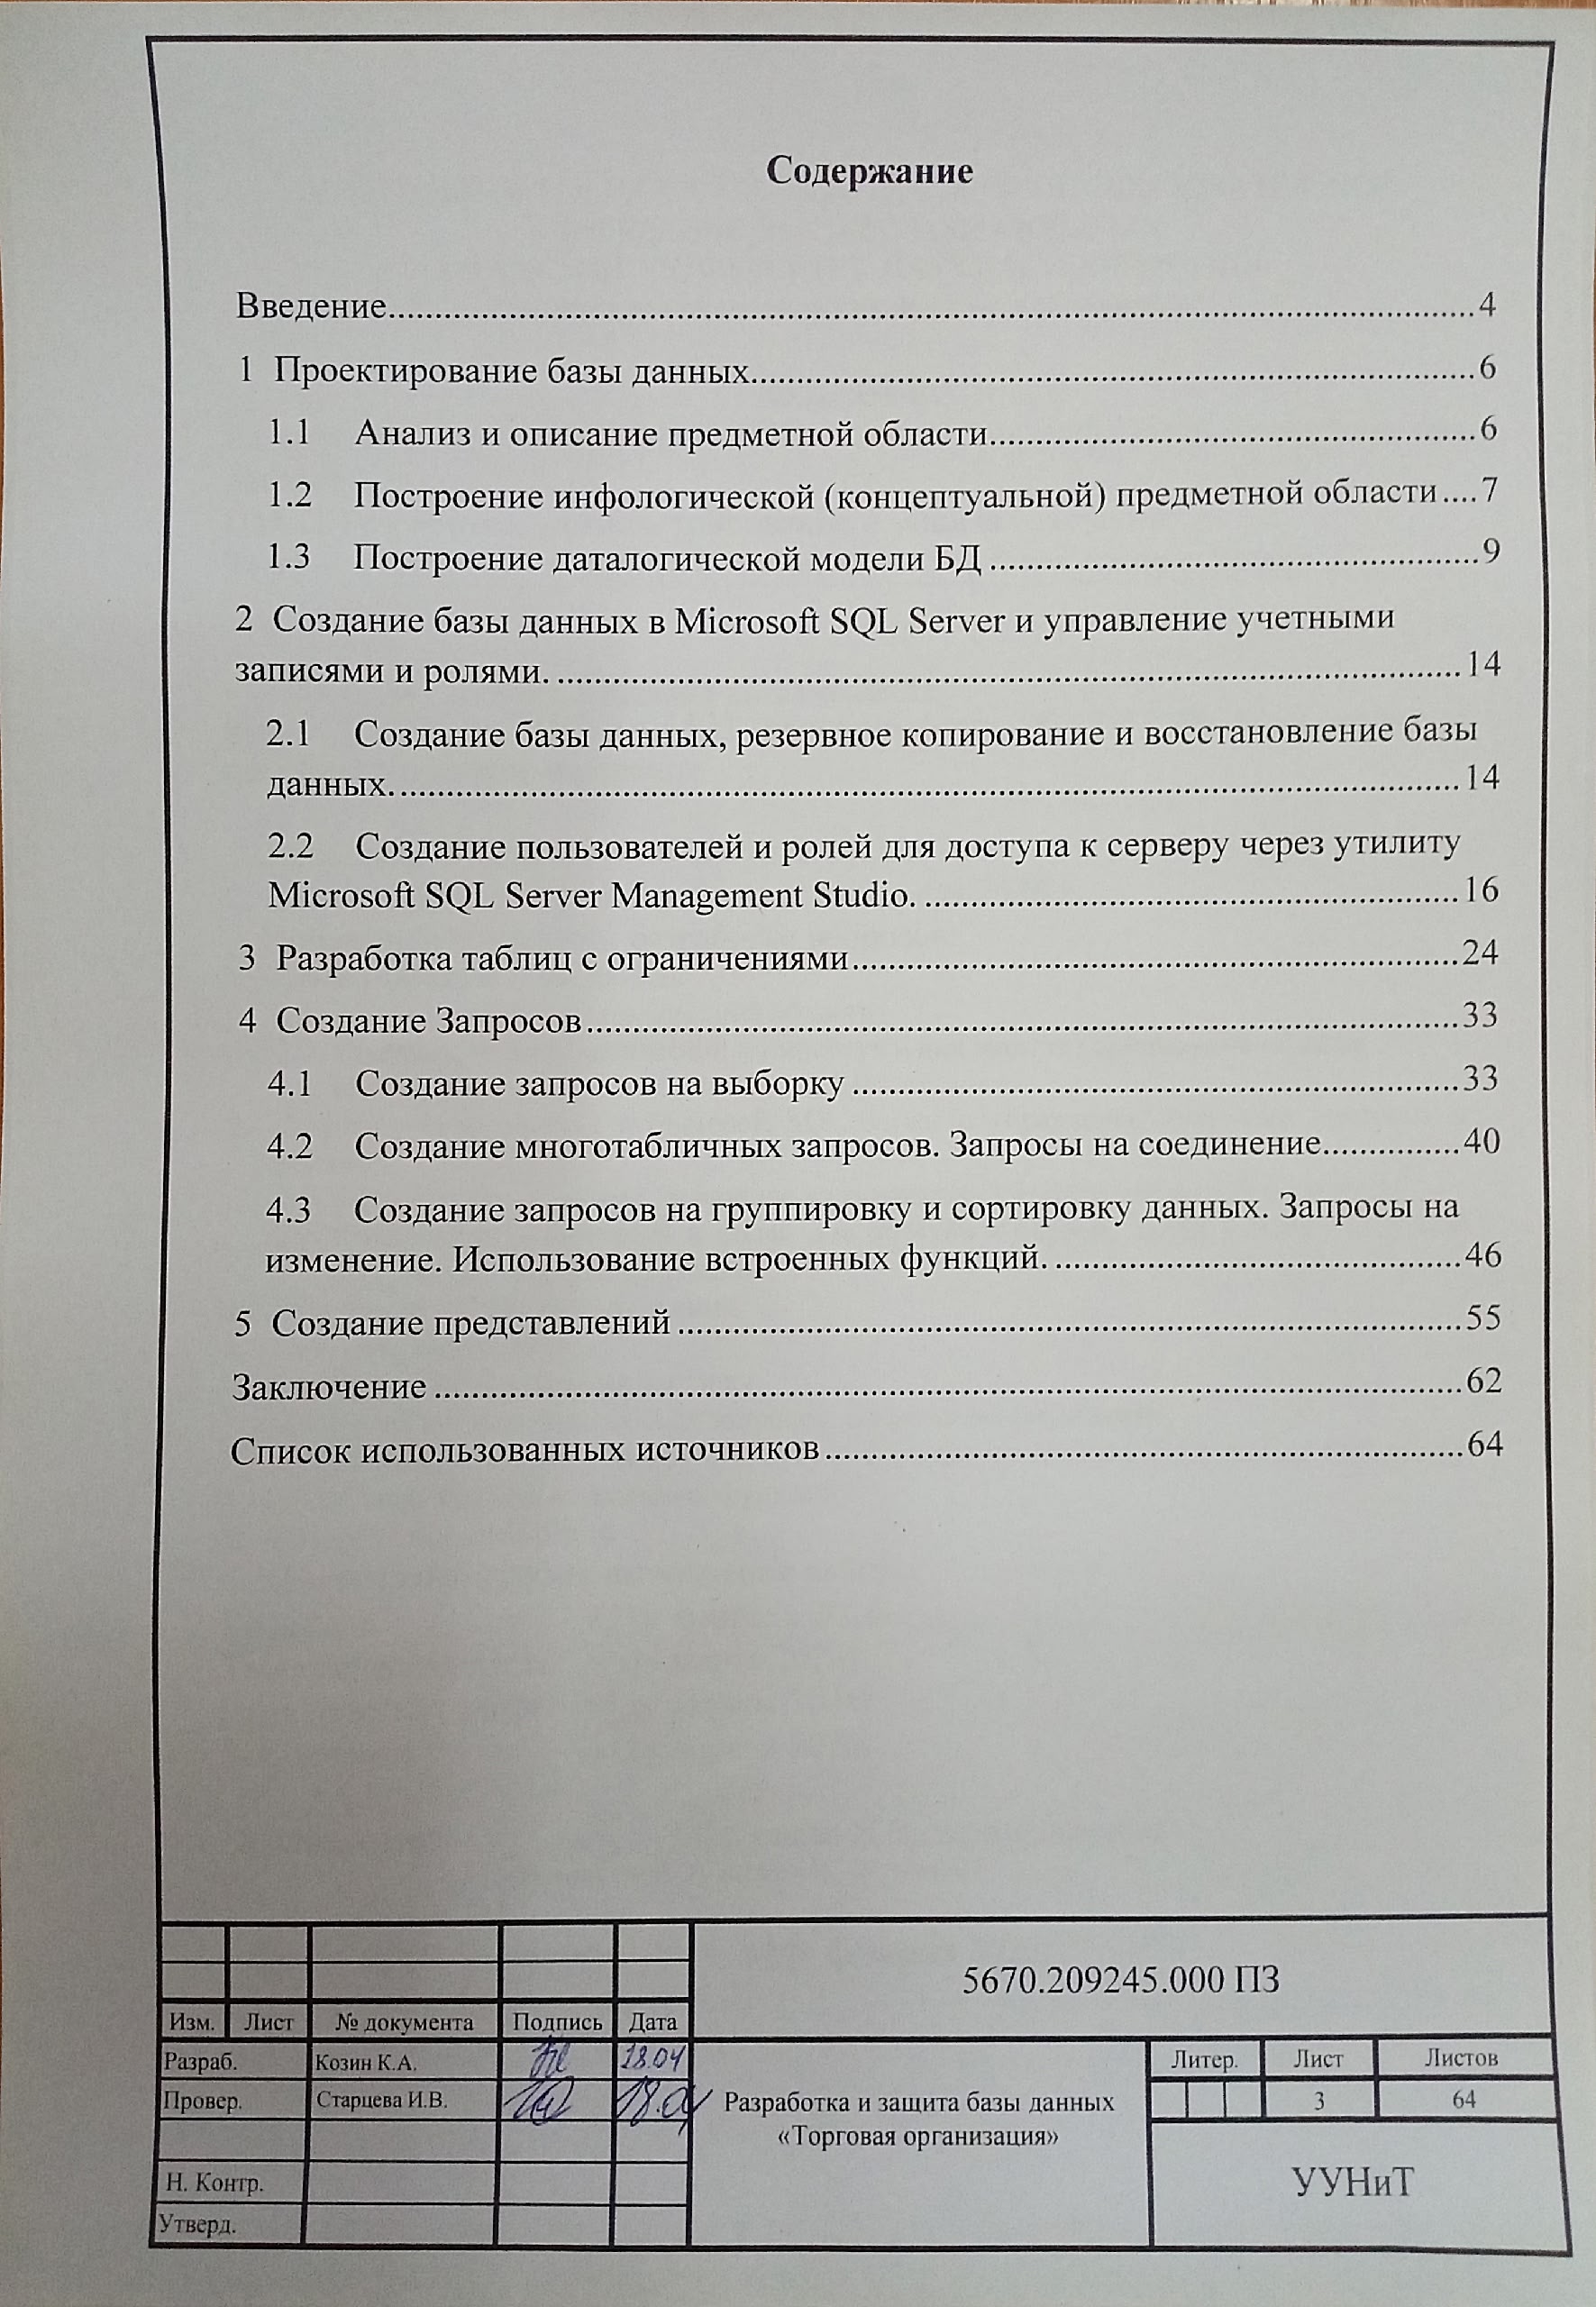 Содержание
Введение....................4
1 Проектирование базы данных....................6
1.1 Анализ и описание предметной области....................6
1.2 Построение инфологической (концептуальной) предметной области....7
1.3 Построение даталогической модели БД....................9
2 Создание базы данных в Microsoft SQL Server и управление учетными
записями и ролями.....................14
2.1 Создание базы данных, резервное копирование и восстановление базы
данных.....................14
2.2 Создание пользователей и ролей для доступа к серверу через утилиту
Microsoft SQL Server Management Studio.....................16
3 Разработка таблиц с ограничениями....................24
4 Создание Запросов....................33
4.1 Создание запросов на выборку....................33
4.2 Создание многотабличных запросов. Запросы на соединение...............40
4.3 Создание запросов на группировку и сортировку данных. Запросы на
изменение. Использование встроенных функций.....................46
5 Создание представлений....................55
Заключение....................62
Список использованных источников....................64
5670.209245.000 ПЗ
Изм. Лист № документа Подпись Дата
Разраб. Козин К.А. 18.04
Провер. Старцева И.В. 18.04
Н. Контр.
Утверд.
Разработка и защита базы данных
«Торговая организация»
Литер. Лист Листов
3 64
УУНиТ